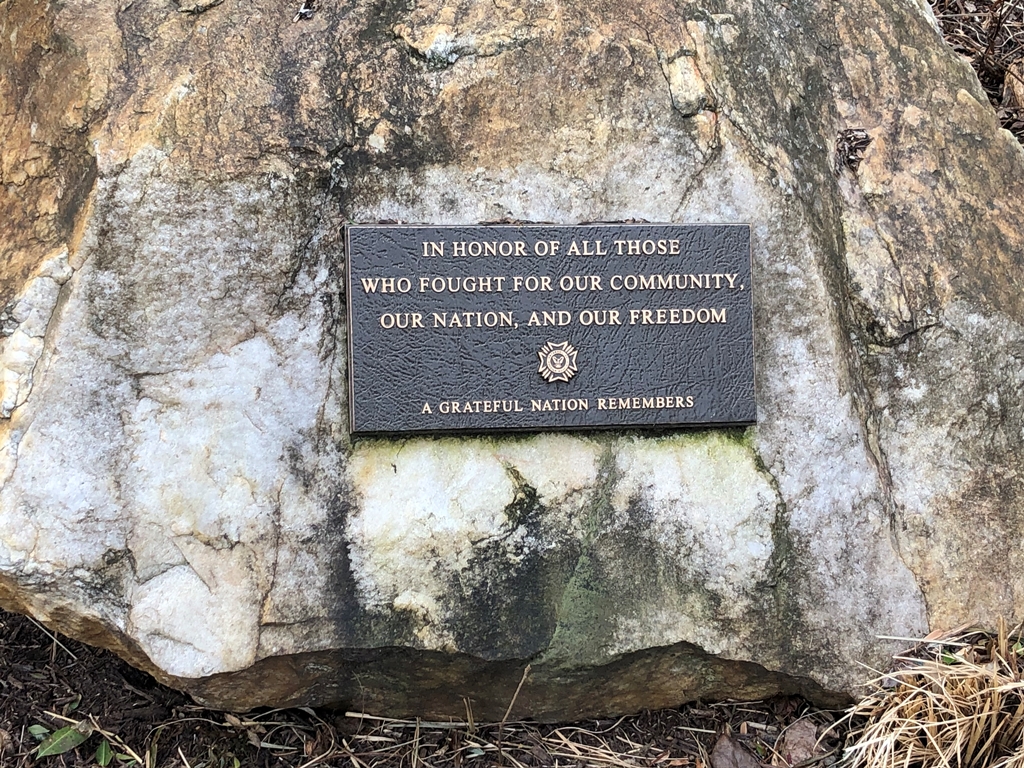 IN HONOR OF ALL THOSE
WHO FOUGHT FOR OUR COMMUNITY,
OUR NATION, AND OUR FREEDOM
A GRATEFUL NATION REMEMBERS